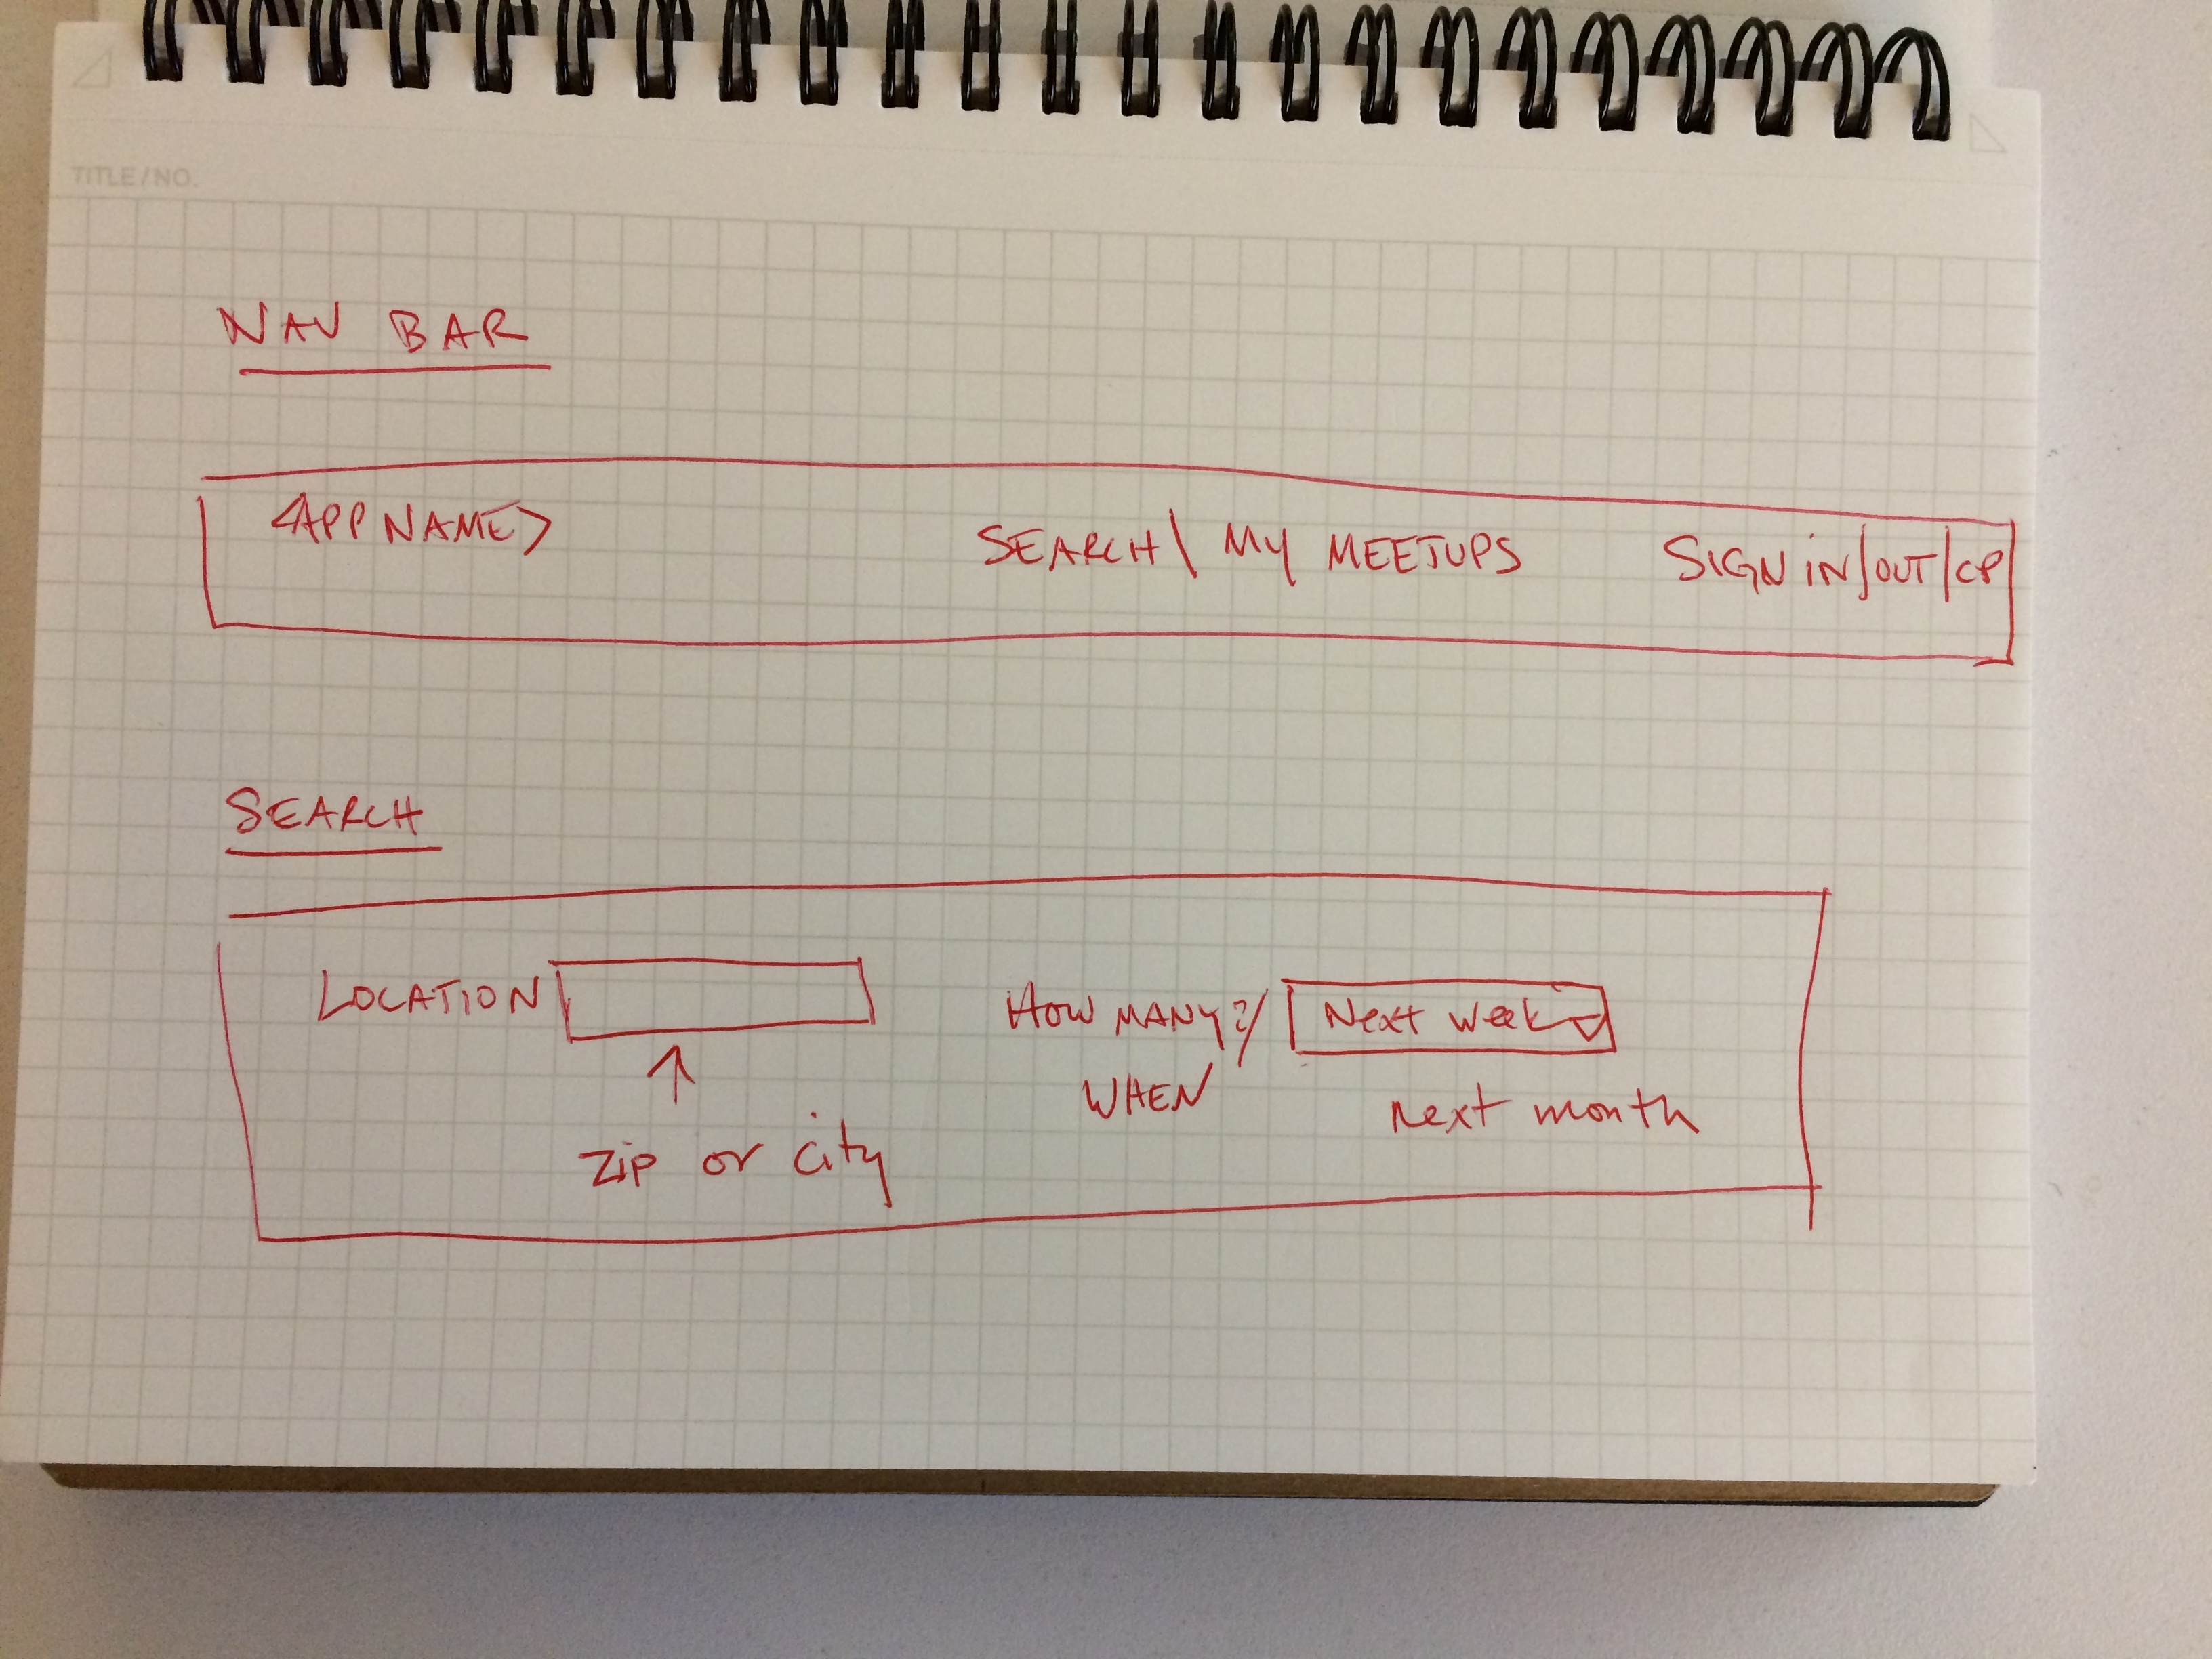 TITLE/NO.
NAV BAR
<APP NAME> SEARCH\ MY MEETUPS SIGN IN/OUT/CP
SEARCH
LOCATION HOW MANY?/ Next week
WHEN next month
zip or city